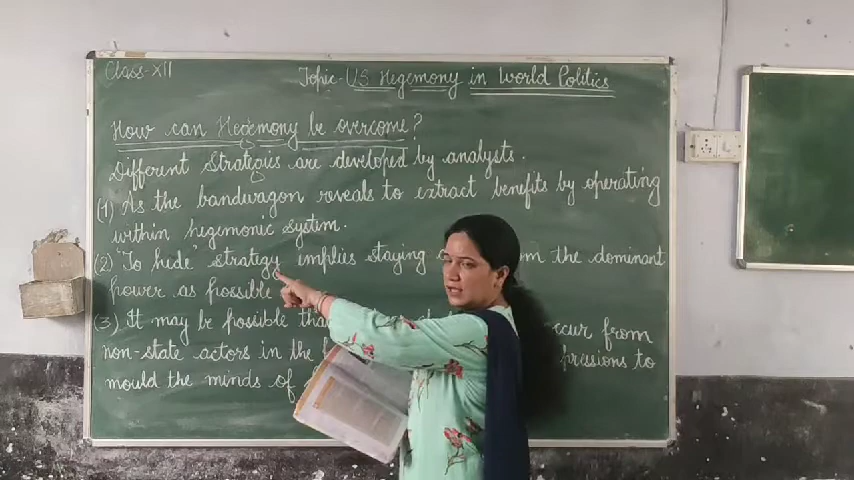 Class-XII
Topic-US Hegemony in World Politics
How can Hegemony be overcome?
Different Strategies are developed by analysts.
(1) As the bandwagon reveals to extract benefits by operating
within hegemonic system.
(2) "To hide" strategy implies staying the dominant
power as possible
(3) It may be possible occur from
non-state actors in the to
mould the minds of